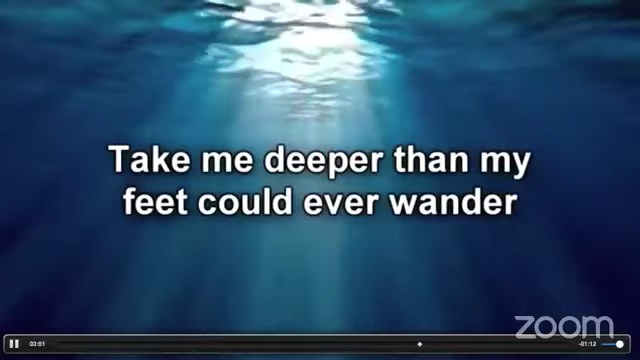 Take me deeper than my
feet could ever wander
zoom
03:01
-01:12